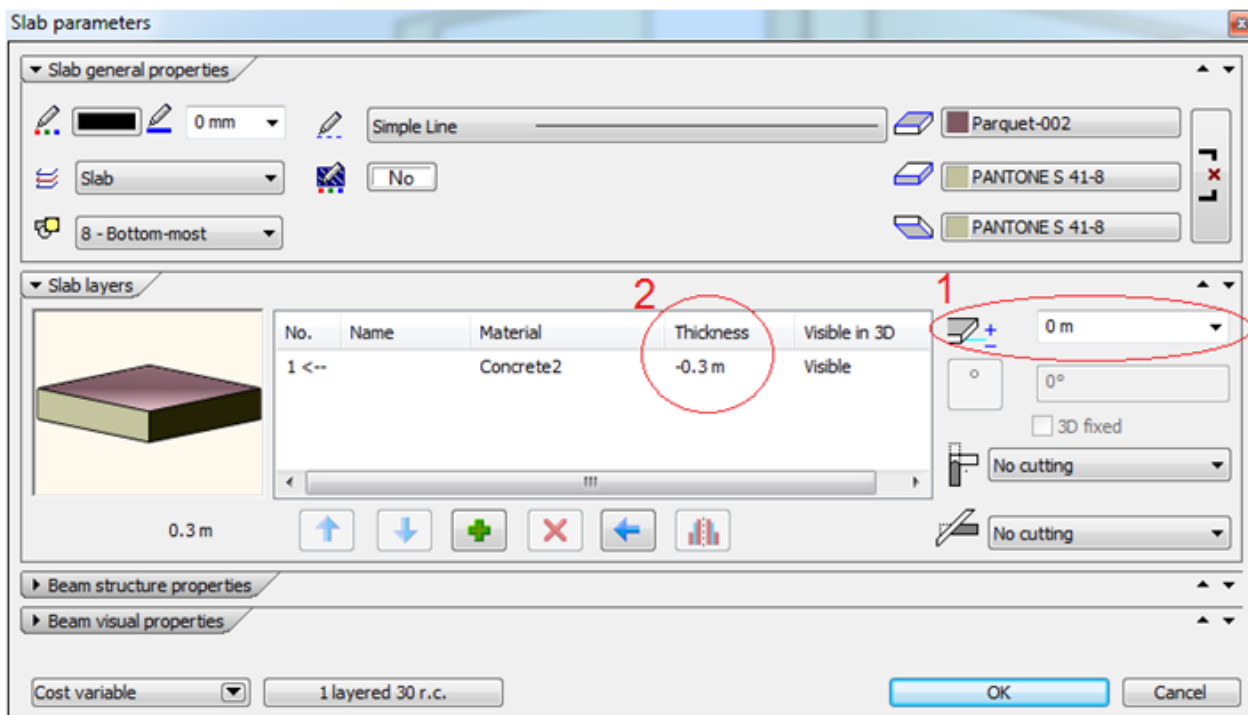 Slab parameters
Slab general properties
0 mm
Simple Line
Parquet-002
Slab
No
PANTONE S 41-8
8 - Bottom-most
PANTONE S 41-8
Slab layers
2
1
No. Name Material Thickness Visible in 3D
0 m
1 <-- Concrete2 -0.3 m Visible
°
0°
3D fixed
No cutting
0.3 m
No cutting
Beam structure properties
Beam visual properties
Cost variable
1 layered 30 r.c.
OK
Cancel